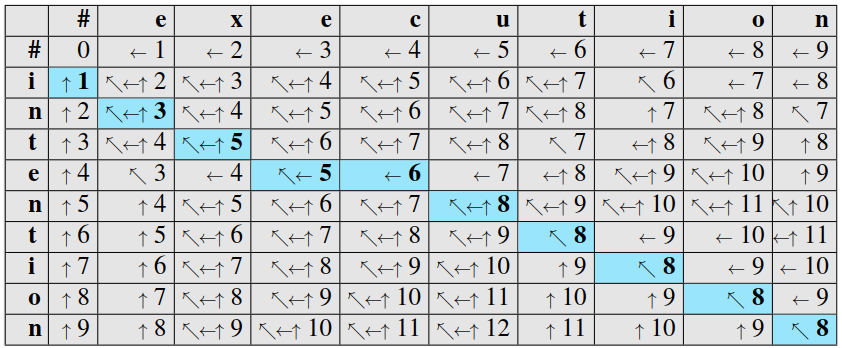 # e x e c u t i o n
# 0 ← 1 ← 2 ← 3 ← 4 ← 5 ← 6 ← 7 ← 8 ← 9
i ↑ 1 ↖←↑ 2 ↖←↑ 3 ↖←↑ 4 ↖←↑ 5 ↖←↑ 6 ↖←↑ 7 ↖ 6 ← 7 ← 8
n ↑ 2 ↖←↑ 3 ↖←↑ 4 ↖←↑ 5 ↖←↑ 6 ↖←↑ 7 ↖←↑ 8 ↑ 7 ↖←↑ 8 ↖ 7
t ↑ 3 ↖←↑ 4 ↖←↑ 5 ↖←↑ 6 ↖←↑ 7 ↖←↑ 8 ↖ 7 ←↑ 8 ↖←↑ 9 ↑ 8
e ↑ 4 ↖ 3 ← 4 ↖← 5 ← 6 ← 7 ←↑ 8 ↖←↑ 9 ↖←↑ 10 ↑ 9
n ↑ 5 ↑ 4 ↖←↑ 5 ↖←↑ 6 ↖←↑ 7 ↖←↑ 8 ↖←↑ 9 ↖←↑ 10 ↖←↑ 11 ↖↑ 10
t ↑ 6 ↑ 5 ↖←↑ 6 ↖←↑ 7 ↖←↑ 8 ↖←↑ 9 ↖ 8 ← 9 ← 10 ←↑ 11
i ↑ 7 ↑ 6 ↖←↑ 7 ↖←↑ 8 ↖←↑ 9 ↖←↑ 10 ↑ 9 ↖ 8 ← 9 ← 10
o ↑ 8 ↑ 7 ↖←↑ 8 ↖←↑ 9 ↖←↑ 10 ↖←↑ 11 ↑ 10 ↑ 9 ↖ 8 ← 9
n ↑ 9 ↑ 8 ↖←↑ 9 ↖←↑ 10 ↖←↑ 11 ↖←↑ 12 ↑ 11 ↑ 10 ↑ 9 ↖ 8